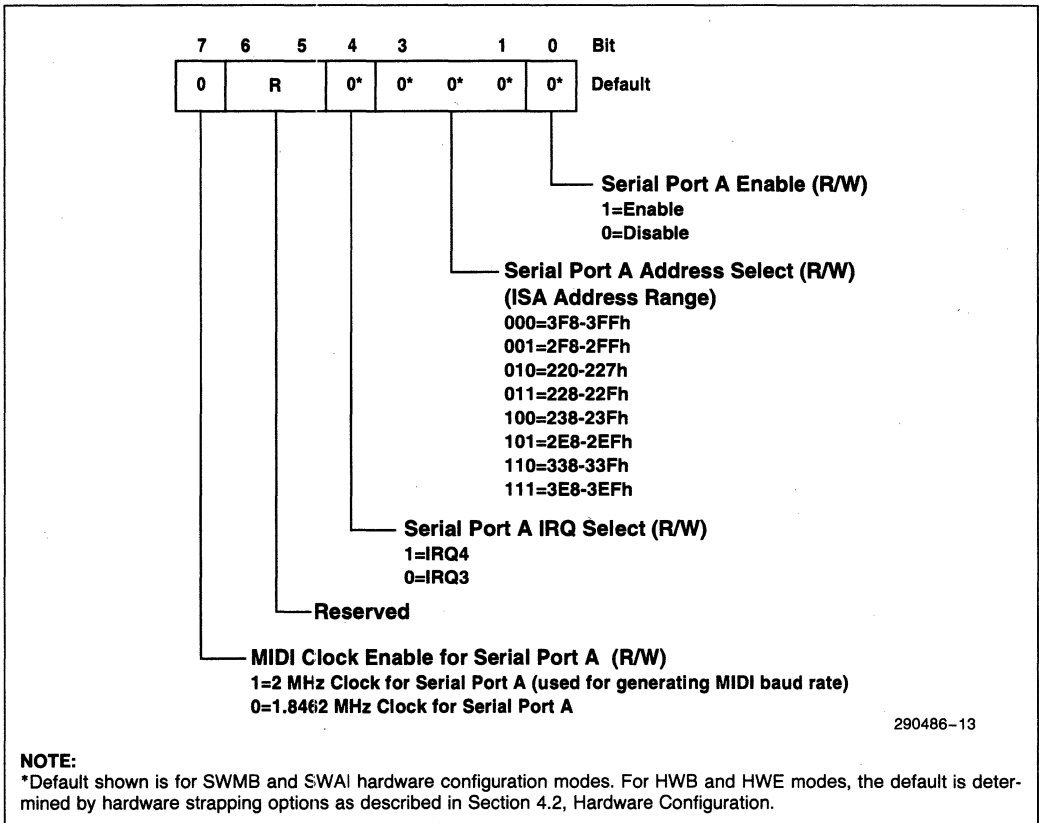 7 6 5 4 3 1 0 Bit
0 R 0* 0* 0* 0* 0* Default
Serial Port A Enable (R/W)
1=Enable
0=Disable
Serial Port A Address Select (R/W)
(ISA Address Range)
000=3F8-3FFh
001=2F8-2FFh
010=220-227h
011=228-22Fh
100=238-23Fh
101=2E8-2EFh
110=338-33Fh
111=3E8-3EFh
Serial Port A IRQ Select (R/W)
1=IRQ4
0=IRQ3
Reserved
MIDI Clock Enable for Serial Port A (R/W)
1=2 MHz Clock for Serial Port A (used for generating MIDI baud rate)
0=1.8462 MHz Clock for Serial Port A
290486-13
NOTE:
*Default shown is for SWMB and SWAI hardware configuration modes. For HWB and HWE modes, the default is deter-
mined by hardware strapping options as described in Section 4.2, Hardware Configuration.